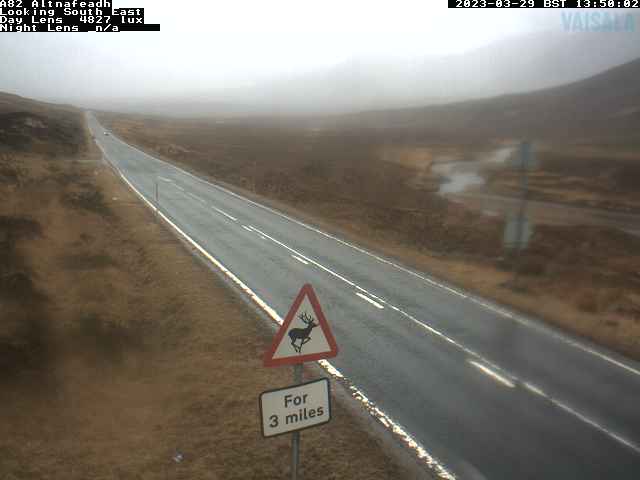 A82 Altnafeadh
Looking South East
Day Lens 4827 lux
Night Lens n/a
2023-03-29 BST 13:50:02
VAISALA
For
3 miles